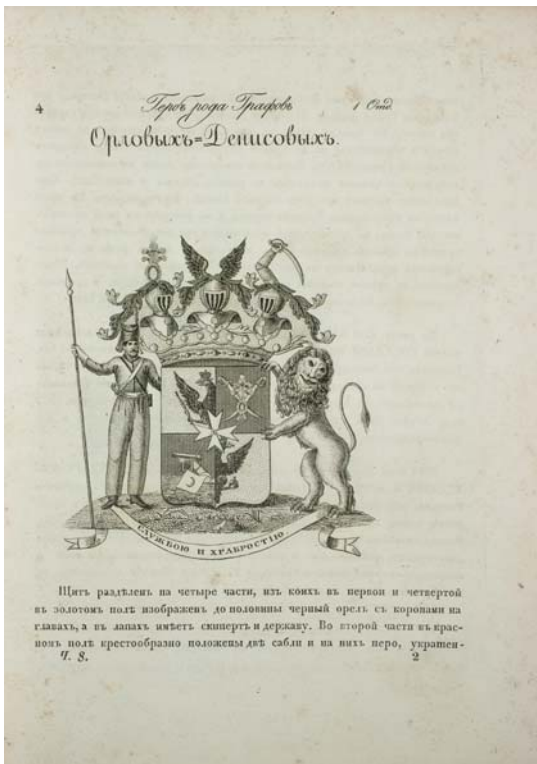 4 Гербъ рода Графовъ 1 Отд.
Орловыхъ=Денисовыхъ.
СЛУЖБОЮ И ХРАБРОСТІЮ
Щитъ раздѣленъ на четыре части, изъ коихъ въ первой и четвертой
въ золотомъ полѣ изображенъ до половины черный орелъ съ коронами на
главахъ, а въ лапахъ имѣетъ скипетръ и державу. Во второй части въ крас-
номъ полѣ крестообразно положены двѣ сабли и на нихъ перо, украшен-
Ч. 8. 2